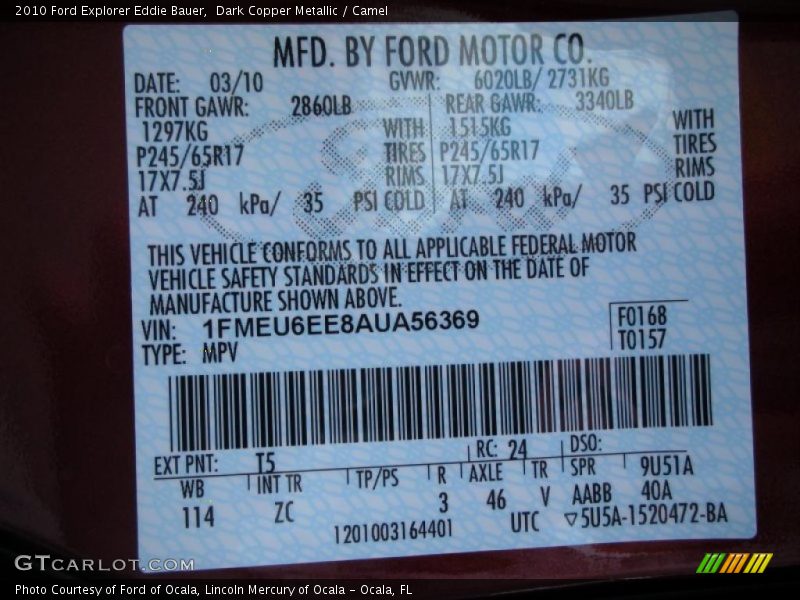 2010 Ford Explorer Eddie Bauer,  Dark Copper Metallic / Camel
MFD. BY FORD MOTOR CO.
DATE: 03/10 GVWR: 6020LB/ 2731KG
FRONT GAWR: 2860LB REAR GAWR: 3340LB
1297KG WITH 1515KG WITH
P245/65R17 TIRES P245/65R17 TIRES
17X7.5J RIMS 17X7.5J RIMS
AT 240 kPa/ 35 PSI COLD AT 240 kPa/ 35 PSI COLD
THIS VEHICLE CONFORMS TO ALL APPLICABLE FEDERAL MOTOR
VEHICLE SAFETY STANDARDS IN EFFECT ON THE DATE OF
MANUFACTURE SHOWN ABOVE.
VIN: 1FMEU6EE8AUA56369 F0168
TYPE: MPV T0157
EXT PNT: T5 RC: 24 DSO:
WB INT TR TP/PS R AXLE TR SPR 9U51A
114 ZC 3 46 V AABB 40A
1201003164401 UTC ▽5U5A-1520472-BA
GTCARLOT.COM
Photo Courtesy of Ford of Ocala, Lincoln Mercury of Ocala – Ocala, FL